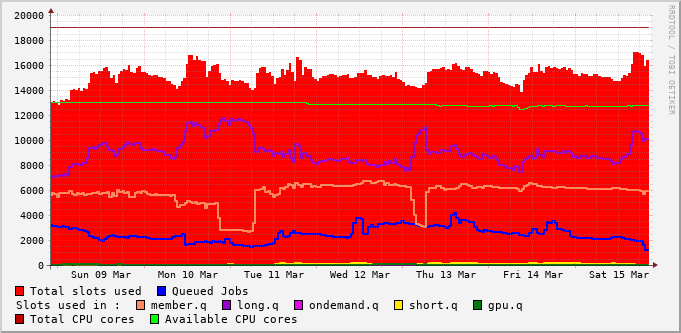 20000
18000
16000
14000
12000
10000
8000
6000
4000
2000
0
Sun 09 Mar Mon 10 Mar Tue 11 Mar Wed 12 Mar Thu 13 Mar Fri 14 Mar Sat 15 Mar
RRDTOOL / TOBI OETIKER
Total slots used Queued Jobs
Slots used in : member.q long.q ondemand.q short.q gpu.q
Total CPU cores Available CPU cores